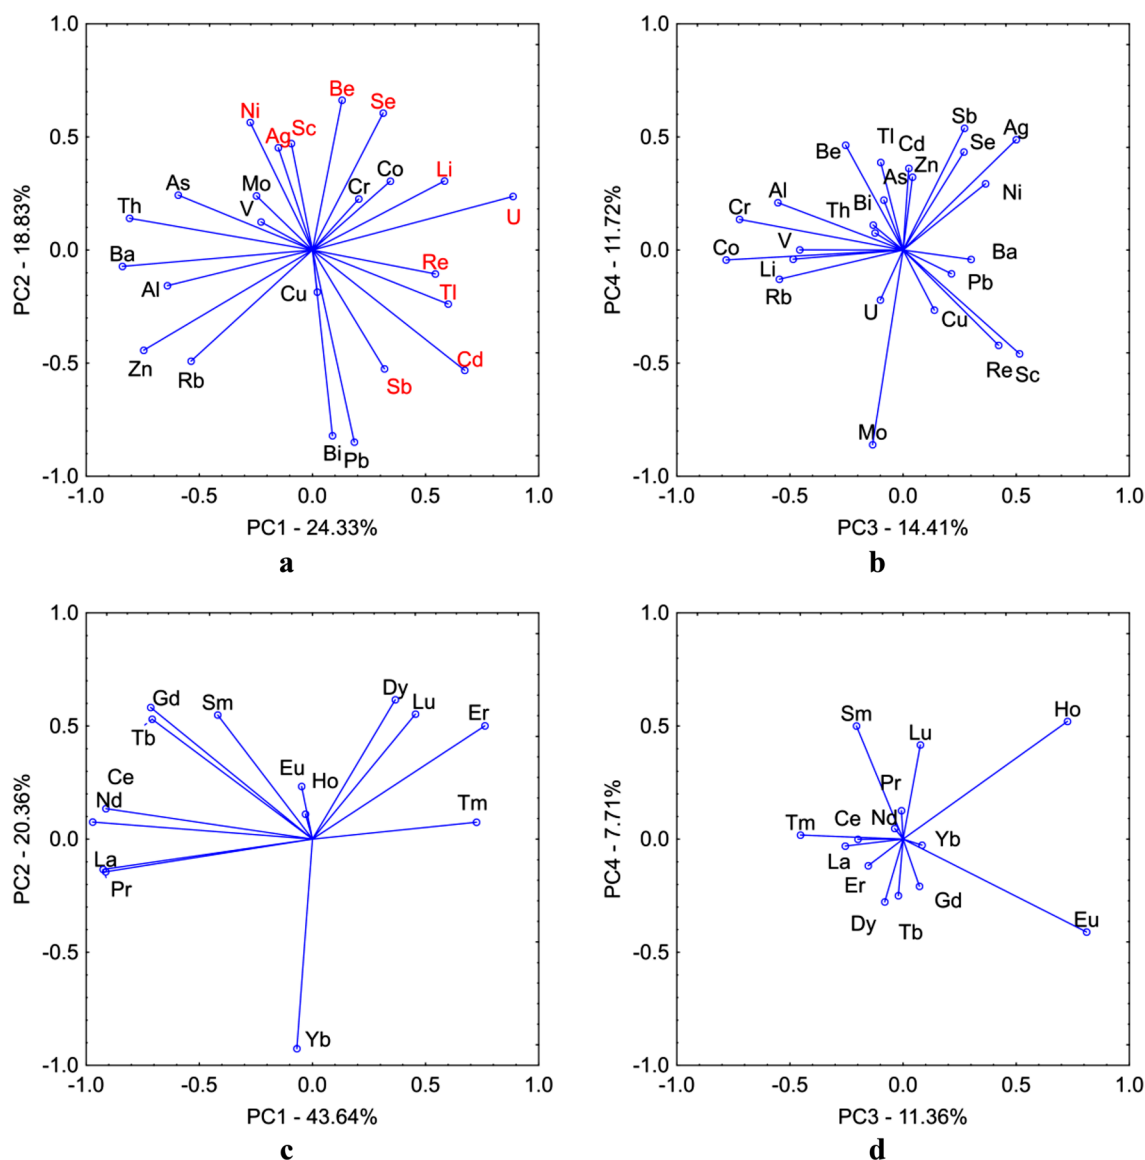 1.0
0.5
0.0
-0.5
-1.0
-1.0
-0.5
0.0
0.5
1.0
PC2 - 18.83%
PC1 - 24.33%
Be
Se
Ni
Ag
Sc
Co
Li
As
Mo
Cr
Th
V
U
Ba
Re
Al
Cu
Tl
Zn
Rb
Cd
Sb
Bi
Pb
a
1.0
0.5
0.0
-0.5
-1.0
-1.0
-0.5
0.0
0.5
1.0
PC4 - 11.72%
PC3 - 14.41%
Sb
Ag
Tl
Cd
Se
Be
Zn
As
Ni
Al
Bi
Cr
Th
Co
V
Ba
Li
Pb
Rb
U
Cu
Re
Sc
Mo
b
1.0
0.5
0.0
-0.5
-1.0
-1.0
-0.5
0.0
0.5
1.0
PC2 - 20.36%
PC1 - 43.64%
Gd
Sm
Dy
Lu
Er
Tb
Ce
Eu
Ho
Nd
Tm
La
Pr
Yb
c
1.0
0.5
0.0
-0.5
-1.0
-1.0
-0.5
0.0
0.5
1.0
PC4 - 7.71%
PC3 - 11.36%
Sm
Ho
Lu
Pr
Tm
Ce
Nd
Yb
La
Er
Gd
Dy
Tb
Eu
d